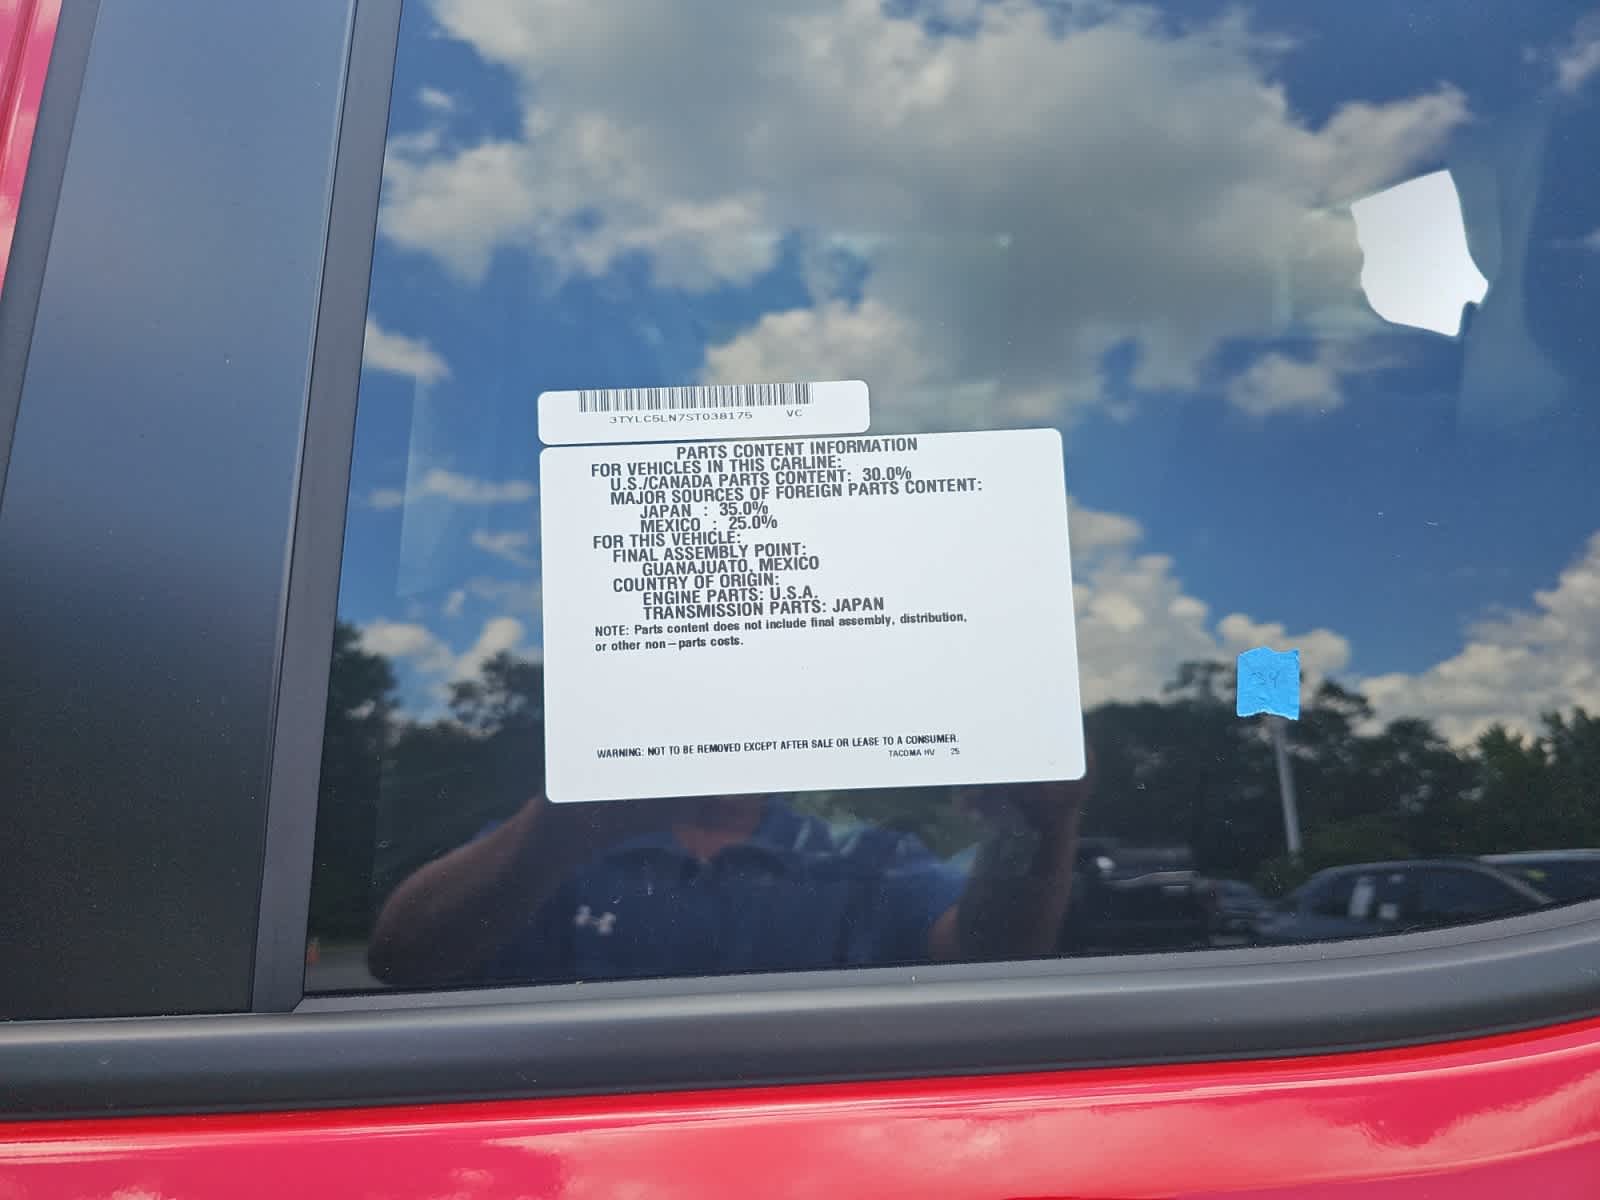 3TYLC5LN7ST038175 VC
PARTS CONTENT INFORMATION
FOR VEHICLES IN THIS CARLINE:
U.S./CANADA PARTS CONTENT: 30.0%
MAJOR SOURCES OF FOREIGN PARTS CONTENT:
JAPAN : 35.0%
MEXICO : 25.0%
FOR THIS VEHICLE:
FINAL ASSEMBLY POINT:
GUANAJUATO, MEXICO
COUNTRY OF ORIGIN:
ENGINE PARTS: U.S.A.
TRANSMISSION PARTS: JAPAN
NOTE: Parts content does not include final assembly, distribution,
or other non-parts costs.
WARNING: NOT TO BE REMOVED EXCEPT AFTER SALE OR LEASE TO A CONSUMER.
TACOMA HV 25